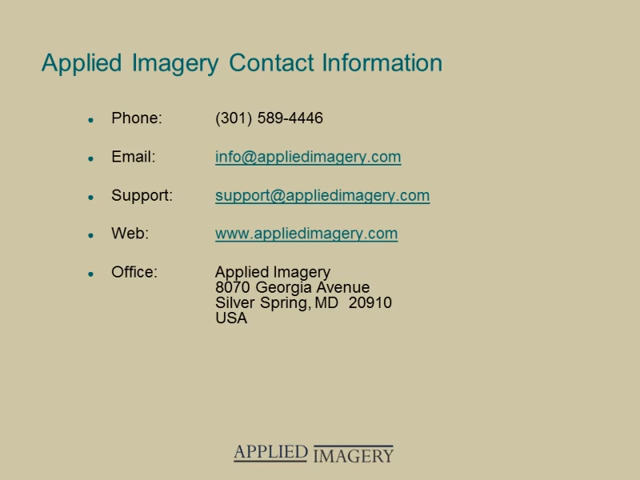 Applied Imagery Contact Information
• Phone: (301) 589-4446
• Email: info@appliedimagery.com
• Support: support@appliedimagery.com
• Web: www.appliedimagery.com
• Office: Applied Imagery
8070 Georgia Avenue
Silver Spring, MD  20910
USA
APPLIED IMAGERY